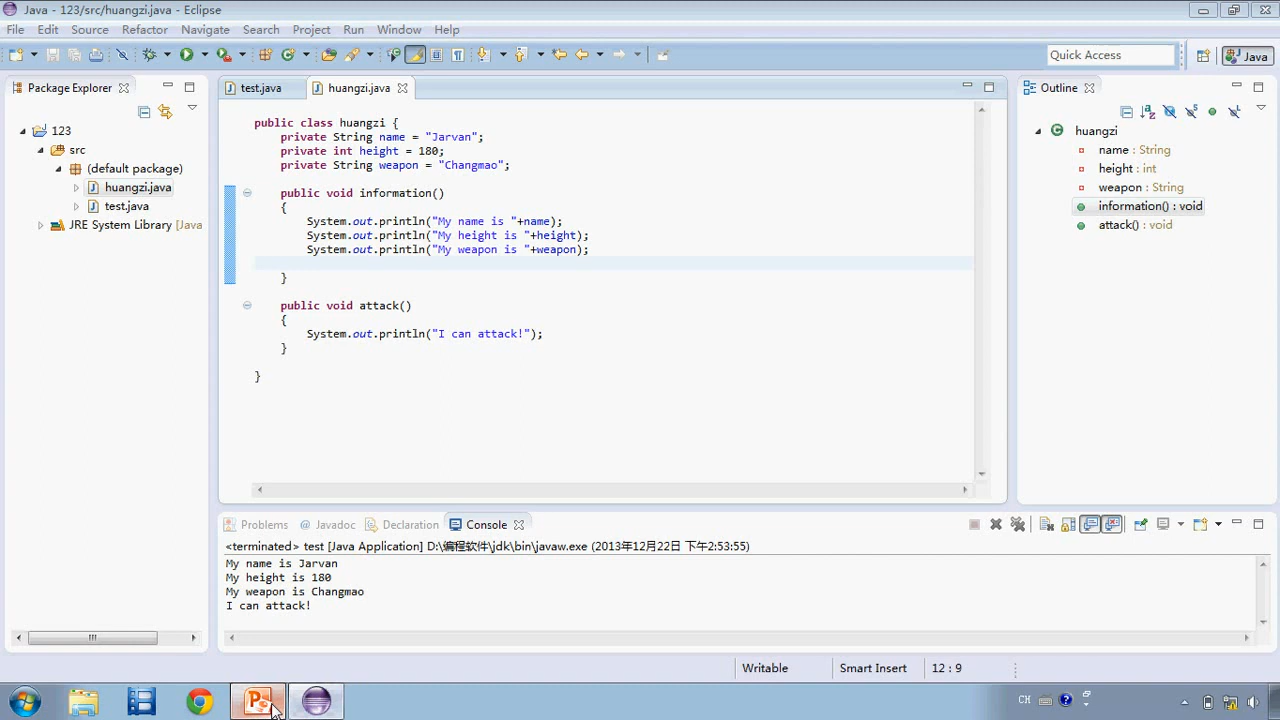 Java - 123/src/huangzi.java - Eclipse
File Edit Source Refactor Navigate Search Project Run Window Help
Quick Access
Java
Package Explorer
123
src
(default package)
huangzi.java
test.java
JRE System Library (Java
test.java
huangzi.java
public class huangzi {
private String name = "Jarvan";
private int height = 180;
private String weapon = "Changmao";
public void information()
{
System.out.println("My name is "+name);
System.out.println("My height is "+height);
System.out.println("My weapon is "+weapon);
}
public void attack()
{
System.out.println("I can attack!");
}
}
Outline
huangzi
name : String
height : int
weapon : String
information() : void
attack() : void
Problems @ Javadoc Declaration Console
<terminated> test [Java Application] D:\编程软件\jdk\bin\javaw.exe (2013年12月22日 下午2:53:55)
My name is Jarvan
My height is 180
My weapon is Changmao
I can attack!
Writable Smart Insert 12 : 9
CH